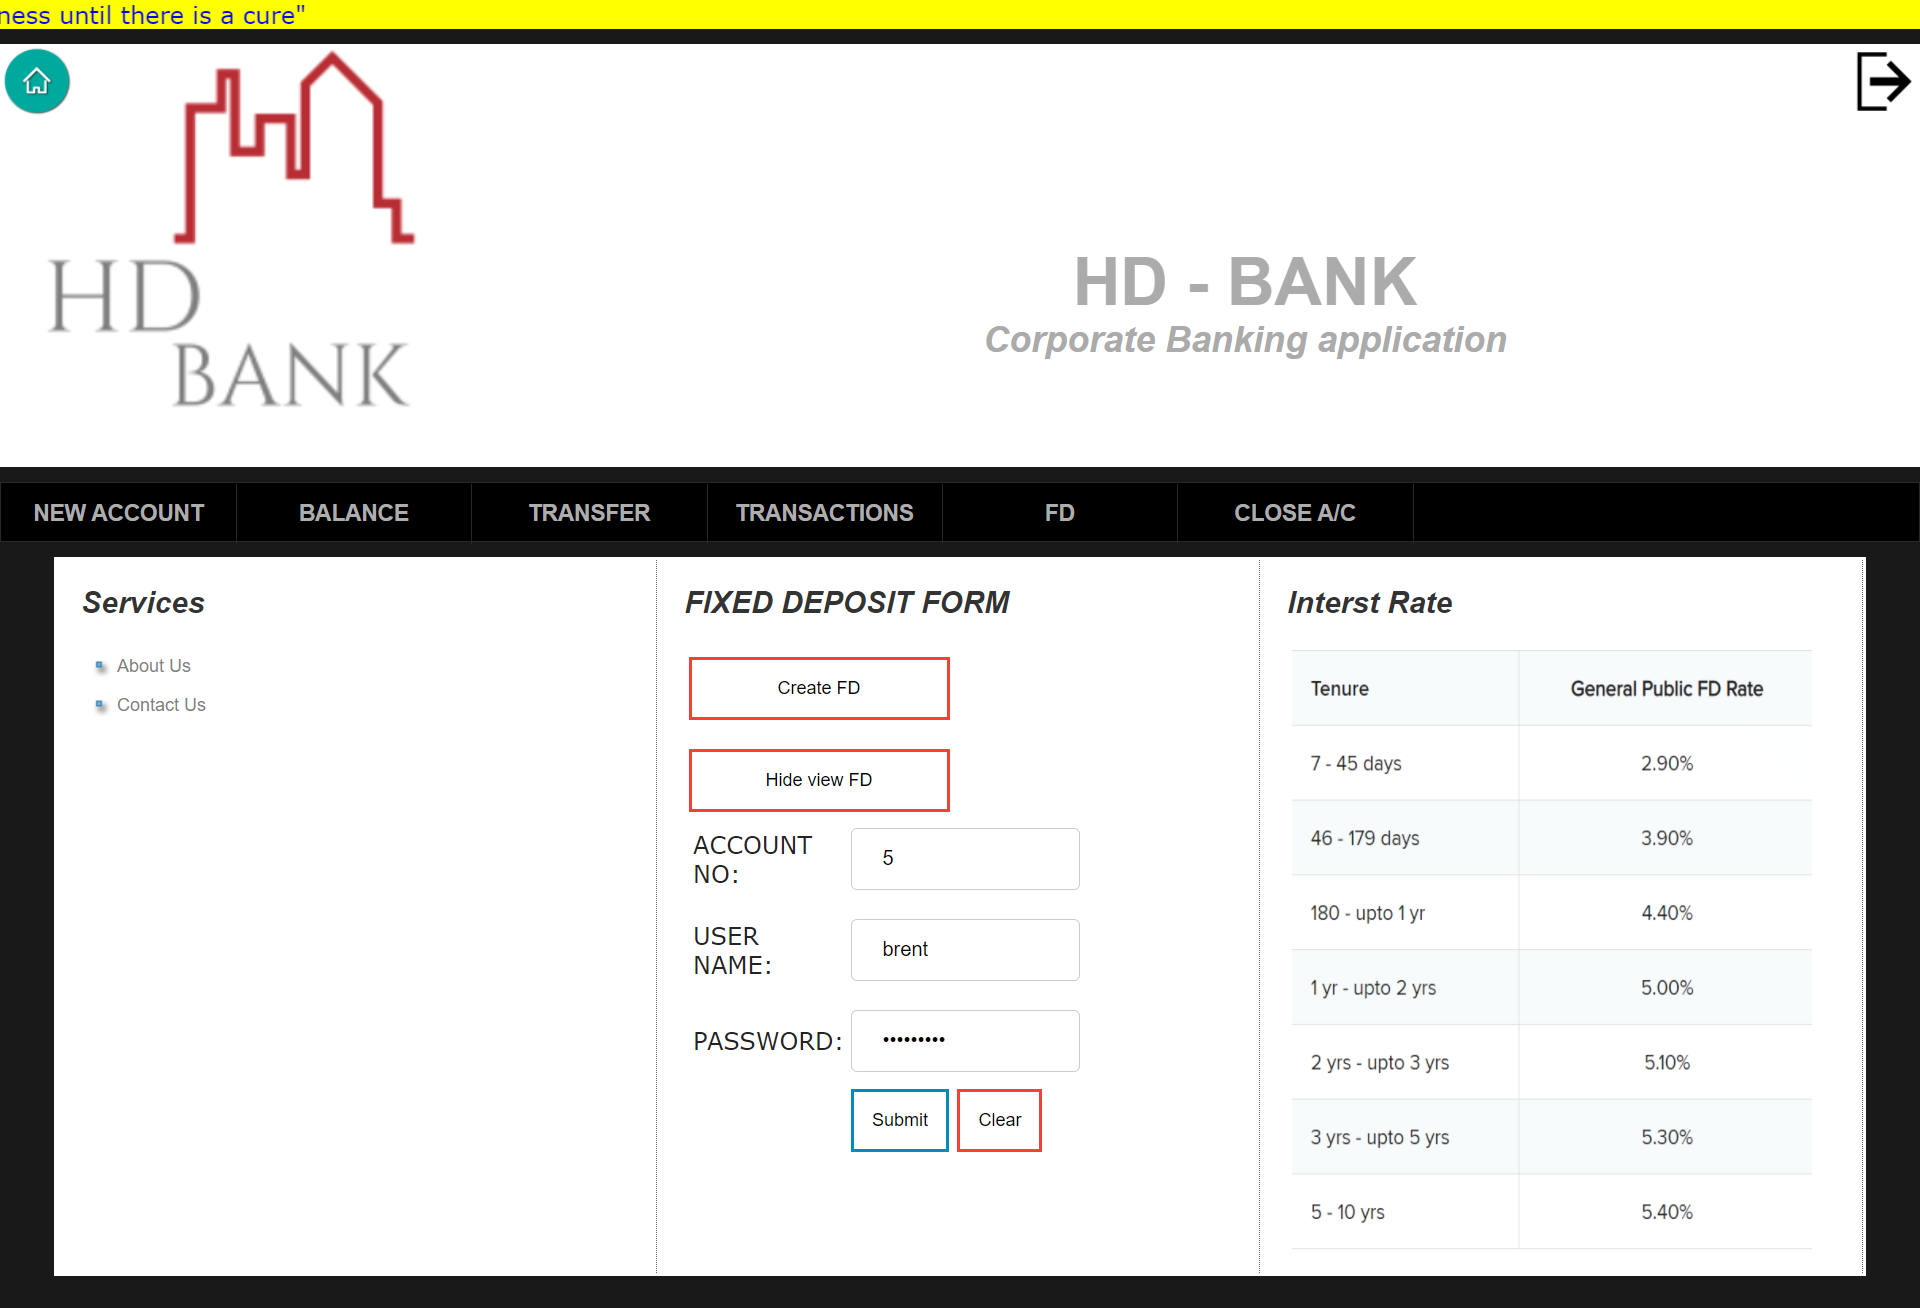 ness until there is a cure"
HD
BANK
HD - BANK
Corporate Banking application
NEW ACCOUNT BALANCE TRANSFER TRANSACTIONS FD CLOSE A/C
Services
About Us
Contact Us
FIXED DEPOSIT FORM
Create FD
Hide view FD
ACCOUNT NO: 5
USER NAME: brent
PASSWORD: •••••••••
Submit Clear
Interst Rate
Tenure General Public FD Rate
7 - 45 days 2.90%
46 - 179 days 3.90%
180 - upto 1 yr 4.40%
1 yr - upto 2 yrs 5.00%
2 yrs - upto 3 yrs 5.10%
3 yrs - upto 5 yrs 5.30%
5 - 10 yrs 5.40%